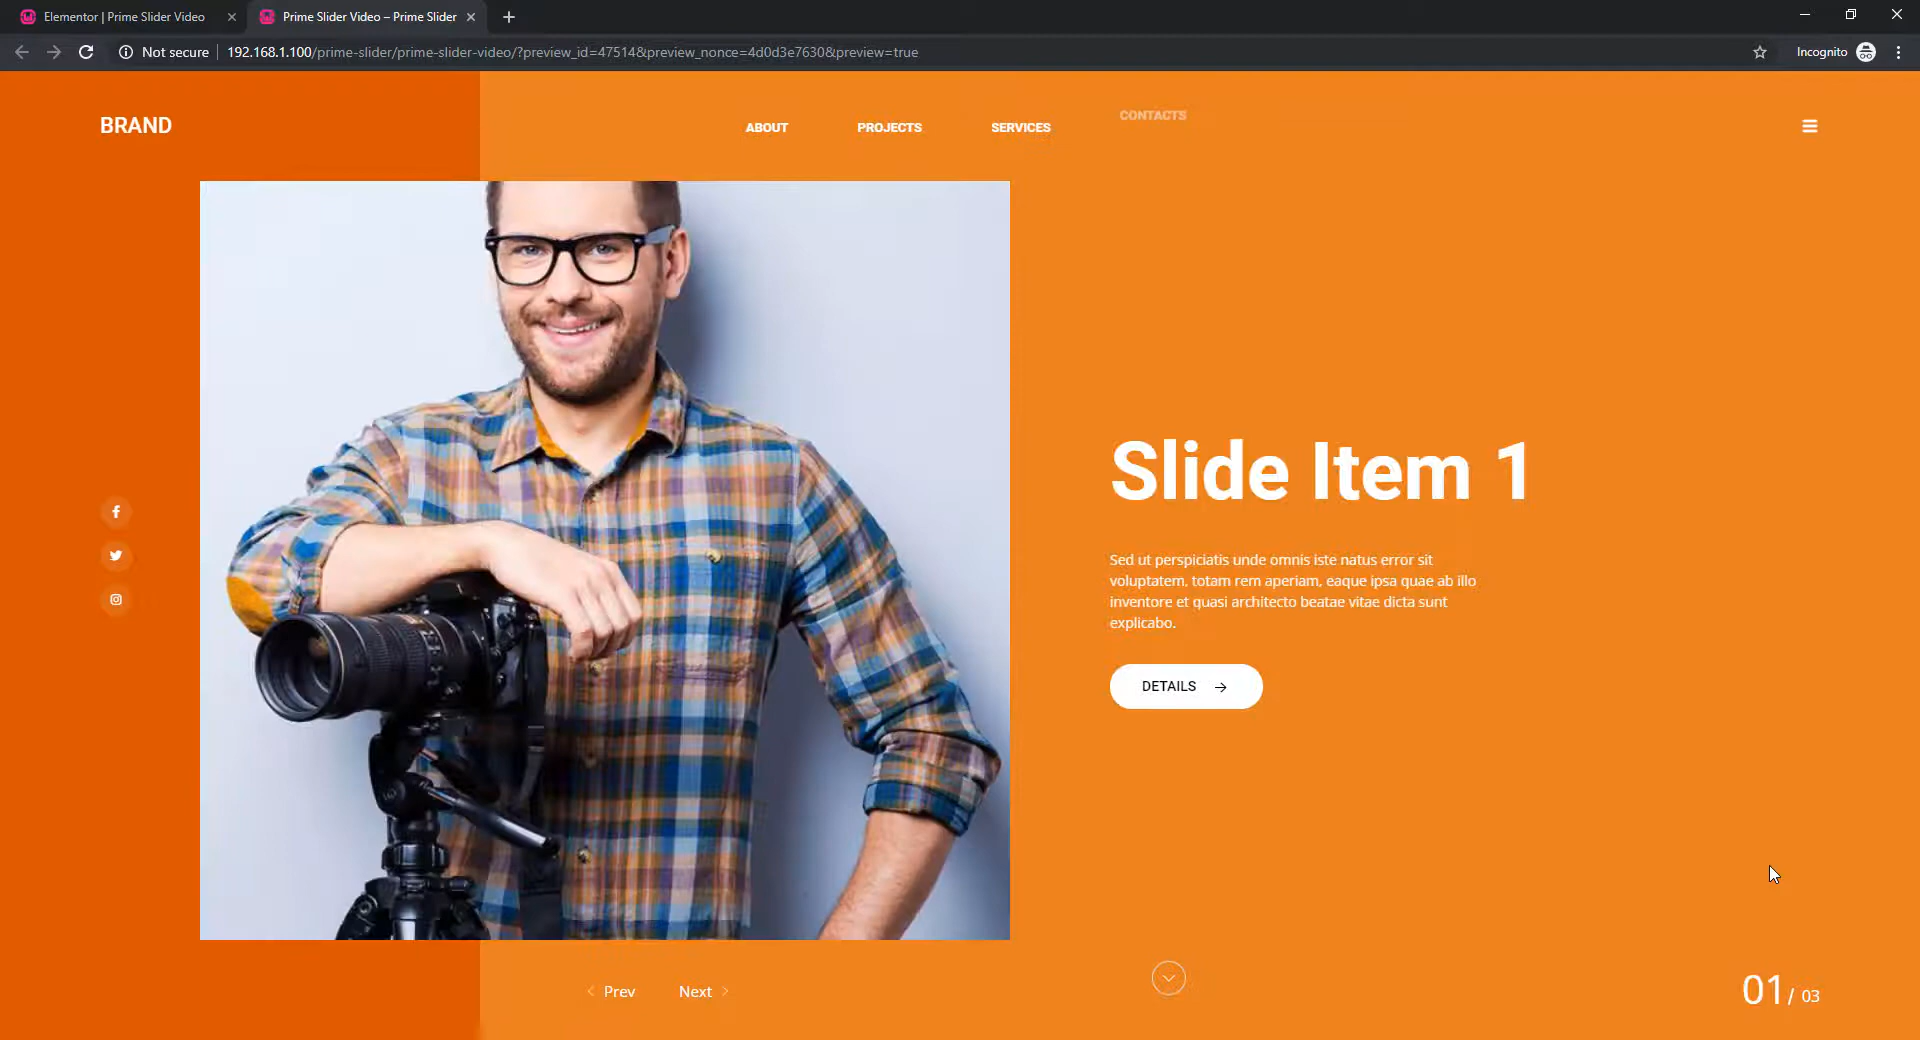 Elementor | Prime Slider Video
Prime Slider Video – Prime Slider
Not secure
192.168.1.100/prime-slider/prime-slider-video/?preview_id=47514&preview_nonce=4d0d3e7630&preview=true
Incognito
BRAND
ABOUT
PROJECTS
SERVICES
CONTACTS
Slide Item 1
Sed ut perspiciatis unde omnis iste natus error sit
voluptatem, totam rem aperiam, eaque ipsa quae ab illo
inventore et quasi architecto beatae vitae dicta sunt
explicabo.
DETAILS
Prev
Next
01 / 03